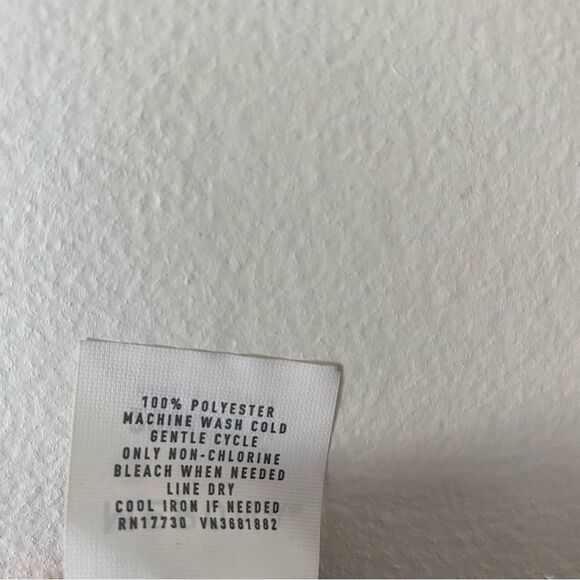 100% POLYESTER
MACHINE WASH COLD
GENTLE CYCLE
ONLY NON-CHLORINE
BLEACH WHEN NEEDED
LINE DRY
COOL IRON IF NEEDED
RN17730 VN3681882